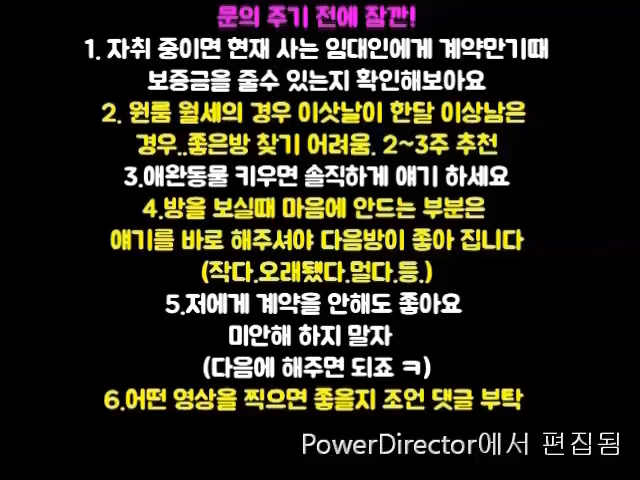 문의 주기 전에 잠깐!
1. 자취 중이면 현재 사는 임대인에게 계약만기때
보증금을 줄수 있는지 확인해보아요
2. 원룸 월세의 경우 이삿날이 한달 이상남은
경우..좋은방 찾기 어려움. 2~3주 추천
3.애완동물 키우면 솔직하게 얘기 하세요
4.방을 보실때 마음에 안드는 부분은
얘기를 바로 해주셔야 다음방이 좋아 집니다
(작다.오래됐다.멀다.등.)
5.저에게 계약을 안해도 좋아요
미안해 하지 말자
(다음에 해주면 되죠 ㅋ)
6.어떤 영상을 찍으면 좋을지 조언 댓글 부탁
PowerDirector에서 편집됨